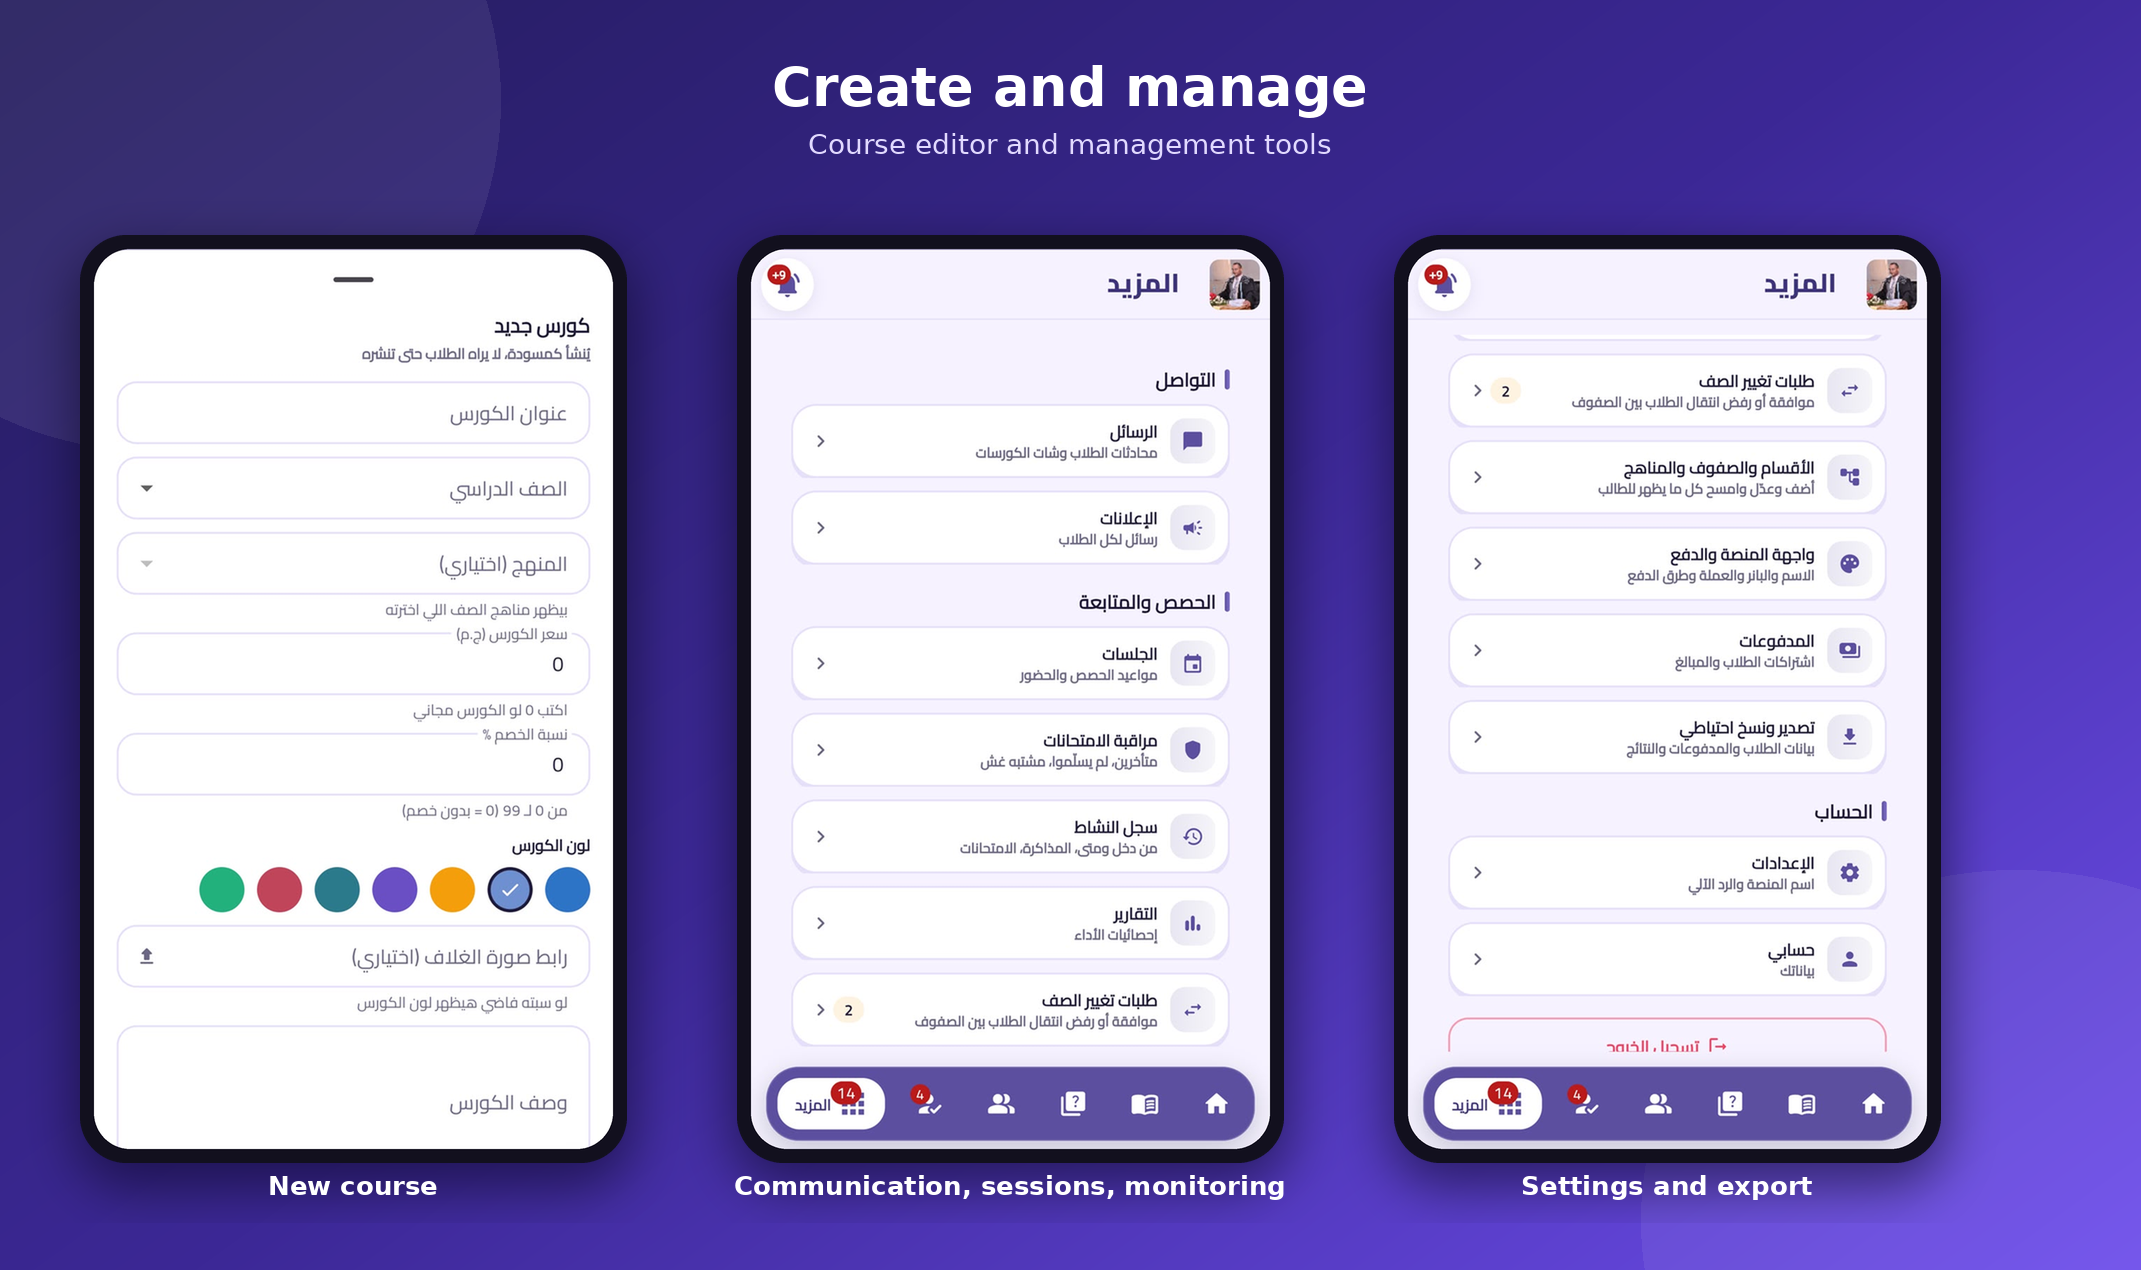 Create and manage
Course editor and management tools
كورس جديد
يُنشأ كمسودة، لا يراه الطلاب حتى تنشره
عنوان الكورس
الصف الدراسي
المنهج (اختياري)
بيظهر مناهج الصف اللي اخترته
سعر الكورس (ج.م)
0
اكتب 0 لو الكورس مجاني
نسبة الخصم %
0
من 0 لـ 99 (0 = بدون خصم)
لون الكورس
رابط صورة الغلاف (اختياري)
لو سبته فاضي هيظهر لون الكورس
وصف الكورس
New course
المزيد
+9
التواصل
الرسائل
محادثات الطلاب وشات الكورسات
الإعلانات
رسائل لكل الطلاب
الحصص والمتابعة
الجلسات
مواعيد الحصص والحضور
مراقبة الامتحانات
متأخرين، لم يسلّموا، مشتبه غش
سجل النشاط
من دخل ومتى، المذاكرة، الامتحانات
التقارير
إحصائيات الأداء
طلبات تغيير الصف
موافقة أو رفض انتقال الطلاب بين الصفوف
2
4
14
المزيد
Communication, sessions, monitoring
المزيد
+9
طلبات تغيير الصف
موافقة أو رفض انتقال الطلاب بين الصفوف
2
الأقسام والصفوف والمناهج
أضف وعدّل وامسح كل ما يظهر للطالب
واجهة المنصة والدفع
الاسم والبانر والعملة وطرق الدفع
المدفوعات
اشتراكات الطلاب والمبالغ
تصدير ونسخ احتياطي
بيانات الطلاب والمدفوعات والنتائج
الحساب
الإعدادات
اسم المنصة والرد الآلي
حسابي
بياناتك
تسجيل الخروج
4
14
المزيد
Settings and export